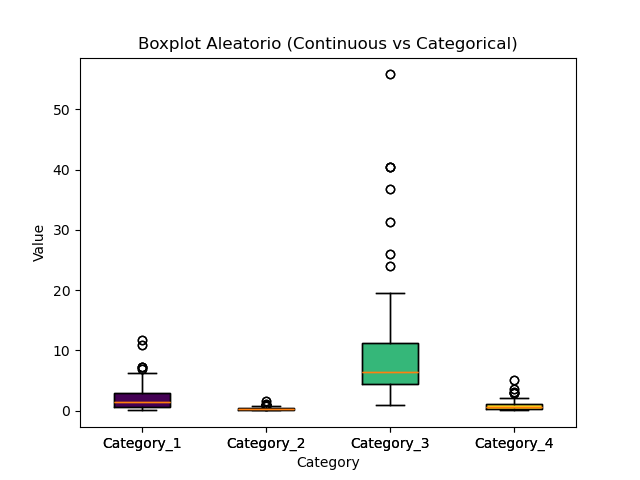 Boxplot Aleatorio (Continuous vs Categorical)
Value
50
40
30
20
10
0
Category_1 Category_2 Category_3 Category_4
Category